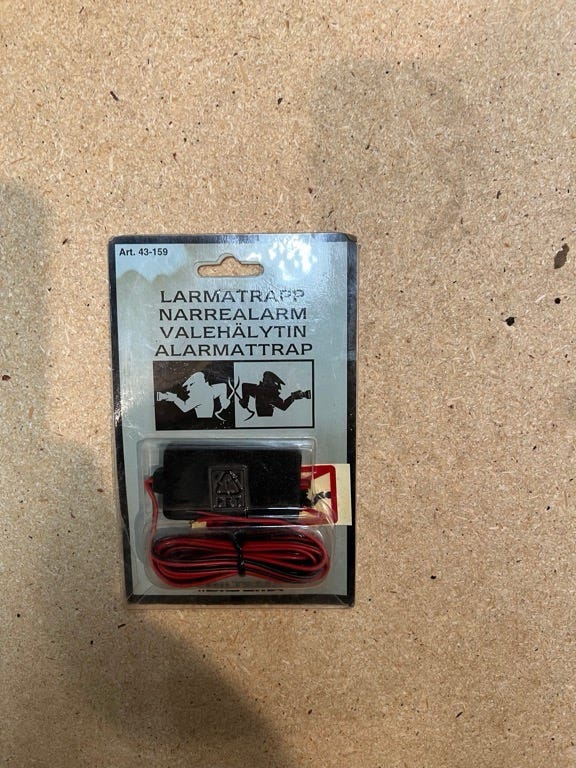 Art. 43-159
LARMATRAPP
NARREALARM
VALEHÄLYTIN
ALARMATTRAP